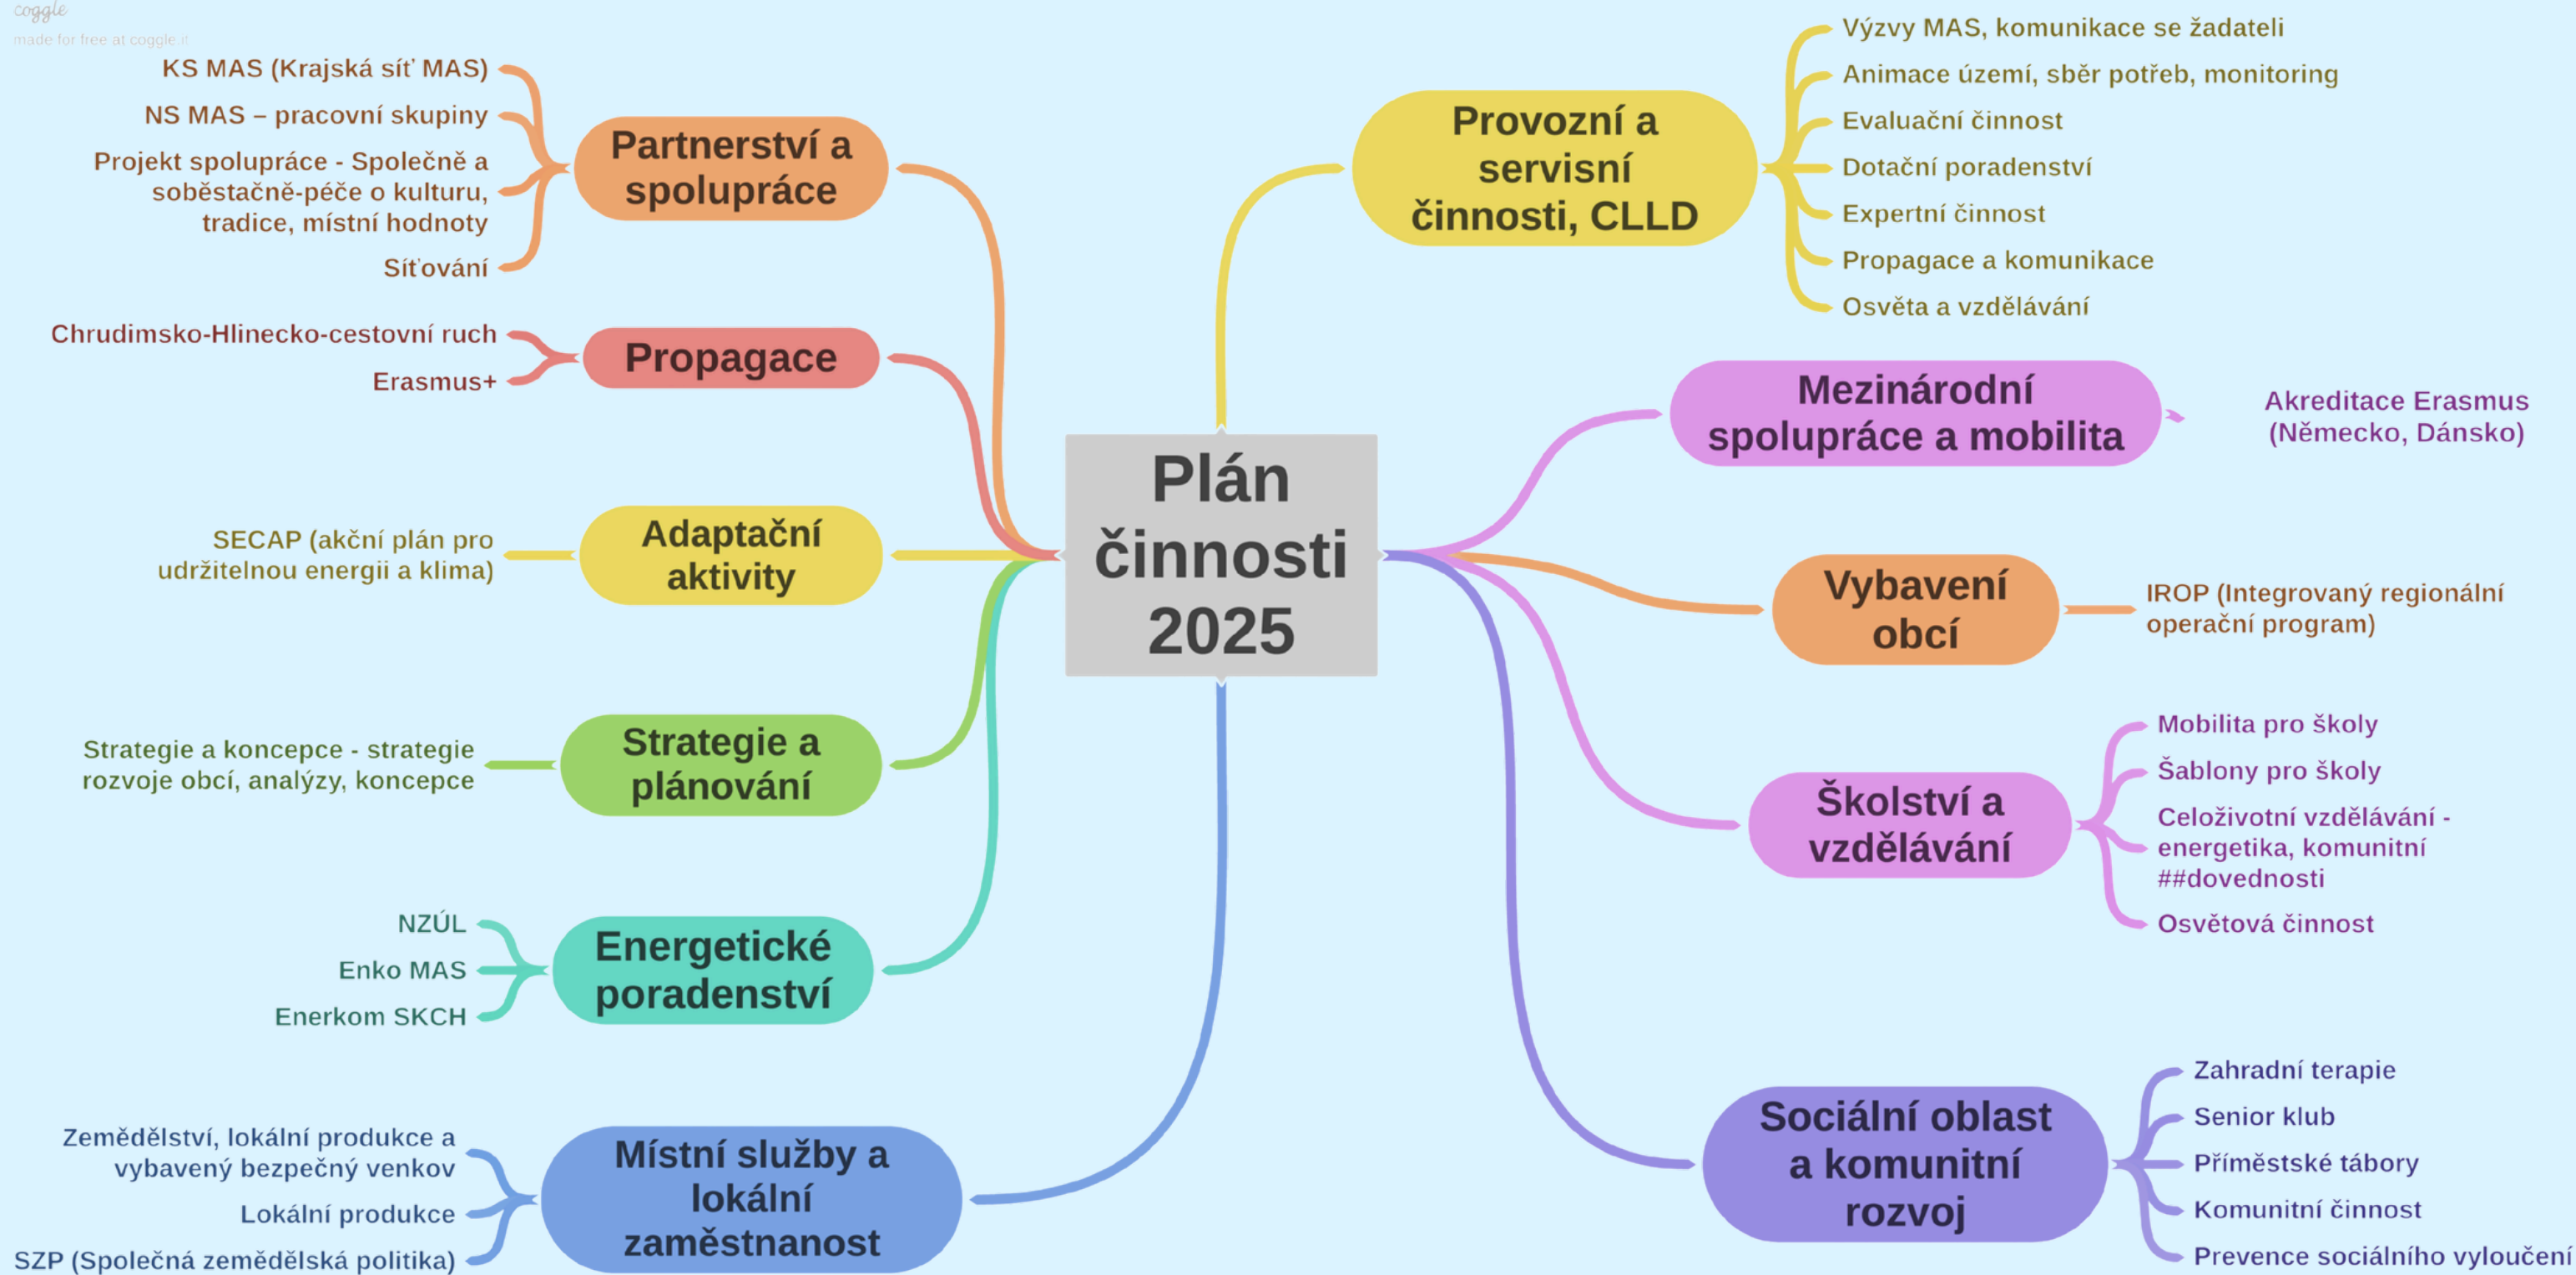 coggle
made for free at coggle.it
KS MAS (Krajská síť MAS)
NS MAS – pracovní skupiny
Projekt spolupráce - Společně a
soběstačně-péče o kulturu,
tradice, místní hodnoty
Síťování
Partnerství a
spolupráce
Chrudimsko-Hlinecko-cestovní ruch
Erasmus+
Propagace
SECAP (akční plán pro
udržitelnou energii a klima)
Adaptační
aktivity
Strategie a koncepce - strategie
rozvoje obcí, analýzy, koncepce
Strategie a
plánování
NZÚL
Enko MAS
Enerkom SKCH
Energetické
poradenství
Zemědělství, lokální produkce a
vybavený bezpečný venkov
Lokální produkce
SZP (Společná zemědělská politika)
Místní služby a
lokální
zaměstnanost
Plán
činnosti
2025
Provozní a
servisní
činnosti, CLLD
Výzvy MAS, komunikace se žadateli
Animace území, sběr potřeb, monitoring
Evaluační činnost
Dotační poradenství
Expertní činnost
Propagace a komunikace
Osvěta a vzdělávání
Mezinárodní
spolupráce a mobilita
Akreditace Erasmus
(Německo, Dánsko)
Vybavení
obcí
IROP (Integrovaný regionální
operační program)
Školství a
vzdělávání
Mobilita pro školy
Šablony pro školy
Celoživotní vzdělávání -
energetika, komunitní
##dovednosti
Osvětová činnost
Sociální oblast
a komunitní
rozvoj
Zahradní terapie
Senior klub
Příměstské tábory
Komunitní činnost
Prevence sociálního vyloučení